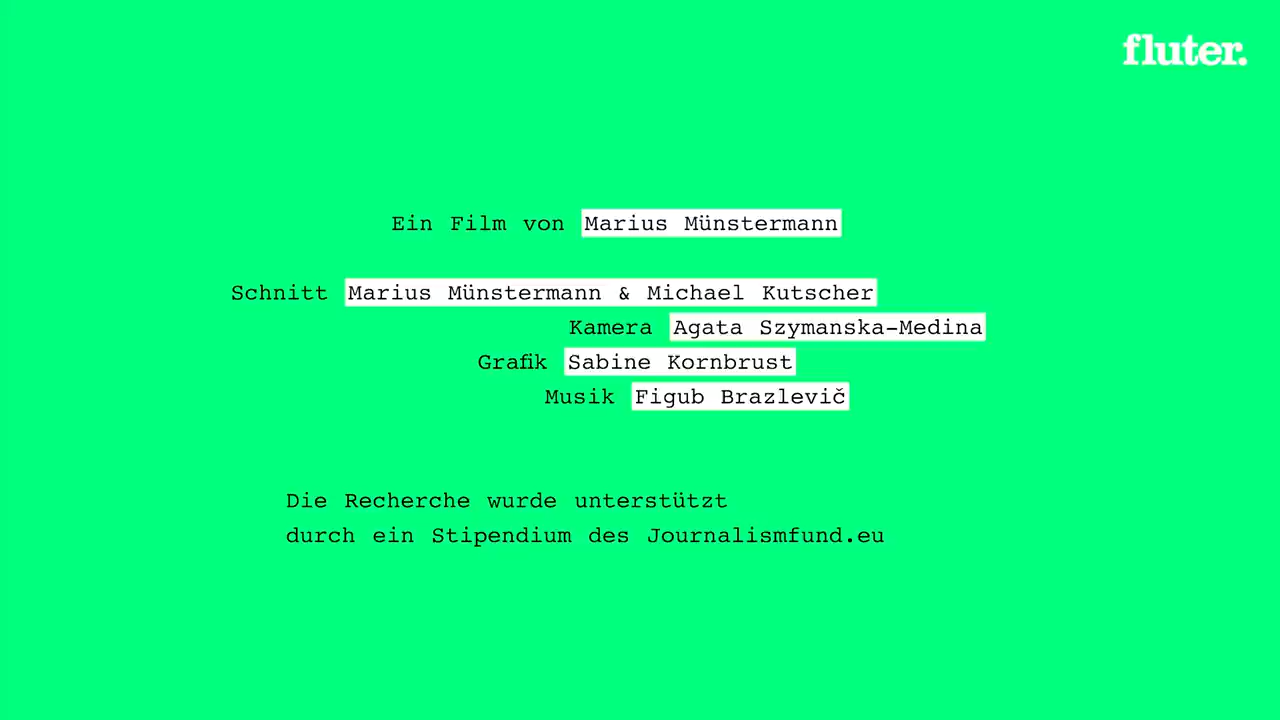 fluter.
Ein Film von Marius Münstermann
Schnitt Marius Münstermann & Michael Kutscher
Kamera Agata Szymanska-Medina
Grafik Sabine Kornbrust
Musik Figub Brazlevič
Die Recherche wurde unterstützt
durch ein Stipendium des Journalismfund.eu